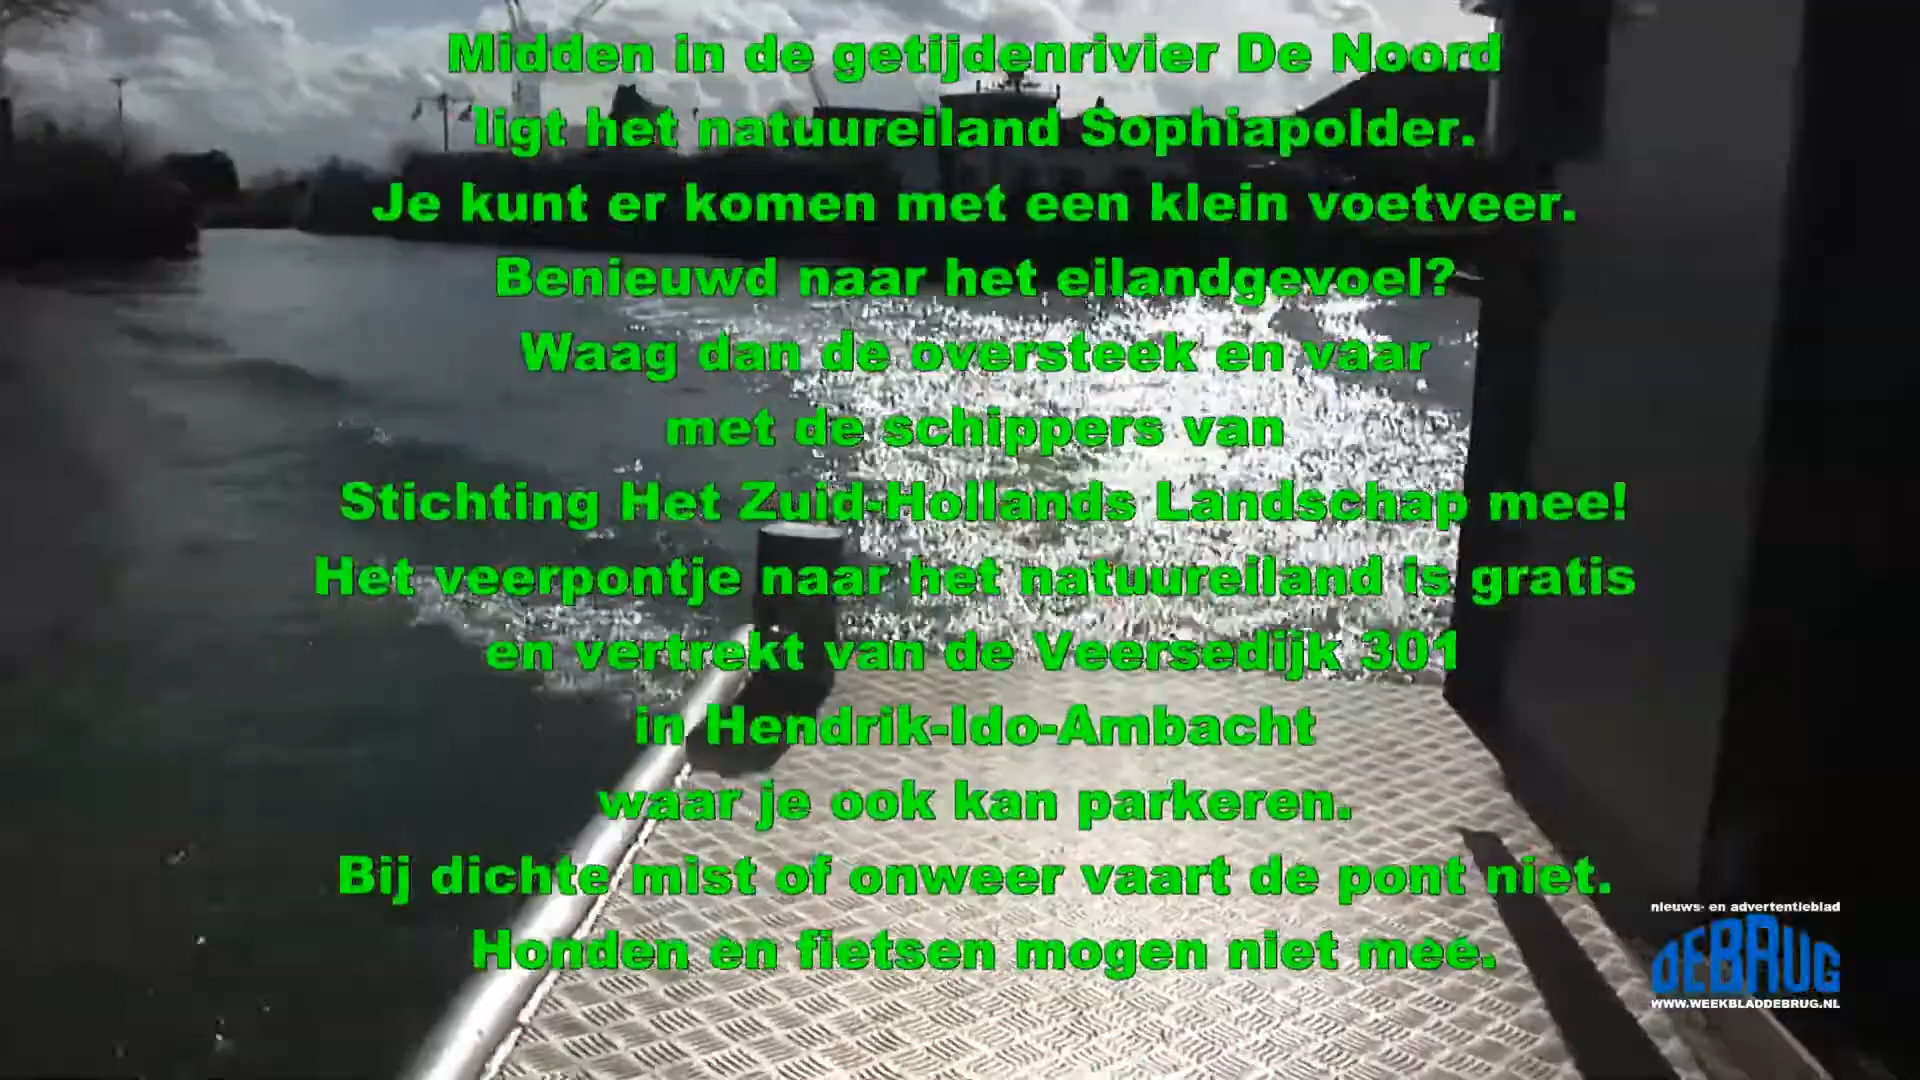 Midden in de getijdenrivier De Noord
ligt het natuureiland Sophiapolder.
Je kunt er komen met een klein voetveer.
Benieuwd naar het eilandgevoel?
Waag dan de oversteek en vaar
met de schippers van
Stichting Het Zuid-Hollands Landschap mee!
Het veerpontje naar het natuureiland is gratis
en vertrekt van de Veersedijk 301
in Hendrik-Ido-Ambacht
waar je ook kan parkeren.
Bij dichte mist of onweer vaart de pont niet.
Honden en fietsen mogen niet mee.
nieuws- en advertentieblad
DEBRUG
WWW.WEEKBLADDEBRUG.NL